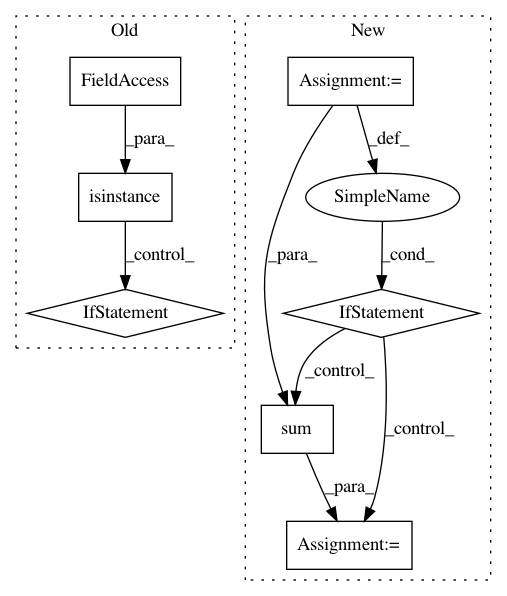 Old
New
FieldAccess
Assignment:=
_para_
_def_
isinstance
SimpleName
_para_
_control_
_cond_
IfStatement
IfStatement
_control_
_control_
sum
_para_
Assignment:=